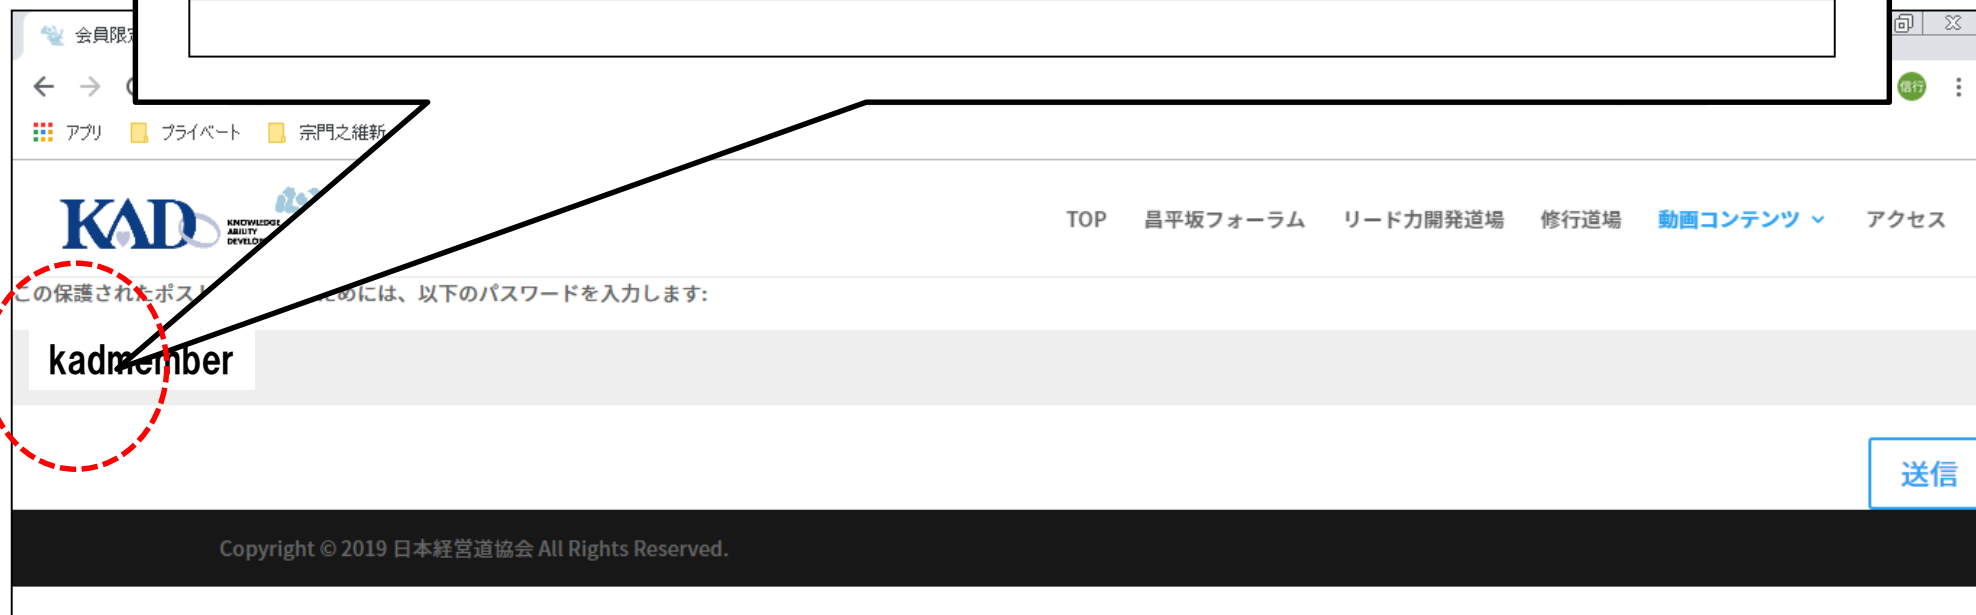 会員限
信行
アプリ プライベート 宗門之維新
KAD KNOWLEDGE
ABILITY
TOP 昌平坂フォーラム リード力開発道場 修行道場 動画コンテンツ アクセス
この保護されたポス ためには、以下のパスワードを入力します:
kadmember
送信
Copyright © 2019 日本経営道協会 All Rights Reserved.